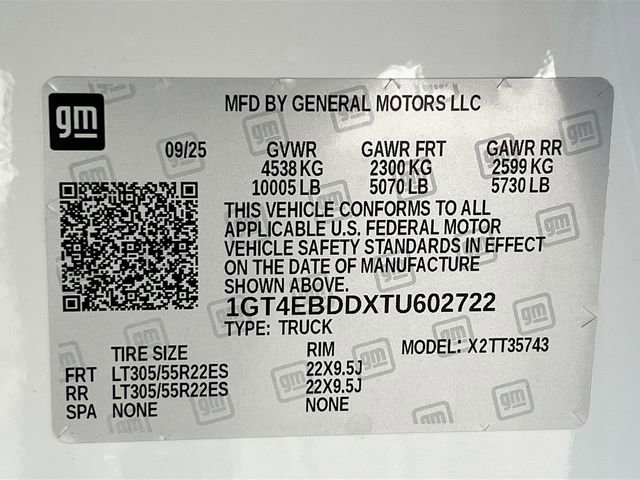 gm
MFD BY GENERAL MOTORS LLC
09/25 GVWR GAWR FRT GAWR RR
4538 KG 2300 KG 2599 KG
10005 LB 5070 LB 5730 LB
THIS VEHICLE CONFORMS TO ALL
APPLICABLE U.S. FEDERAL MOTOR
VEHICLE SAFETY STANDARDS IN EFFECT
ON THE DATE OF MANUFACTURE
SHOWN ABOVE.
1GT4EBDDXTU602722
TYPE: TRUCK
TIRE SIZE RIM MODEL: X2TT35743
FRT LT305/55R22ES 22X9.5J
RR LT305/55R22ES 22X9.5J
SPA NONE NONE